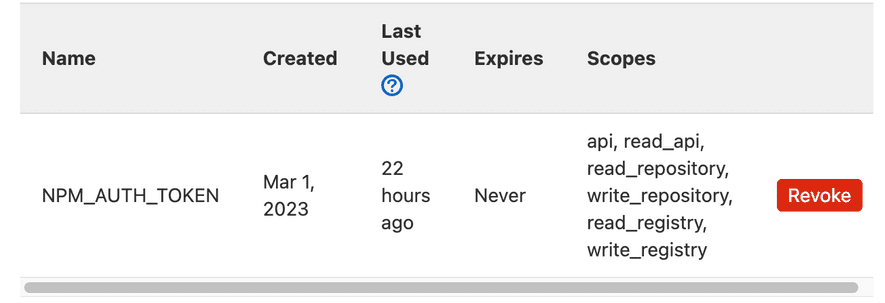 Name
Created
Last
Used
?
Expires
Scopes
NPM_AUTH_TOKEN
Mar 1,
2023
22
hours
ago
Never
api, read_api,
read_repository,
write_repository,
read_registry,
write_registry
Revoke